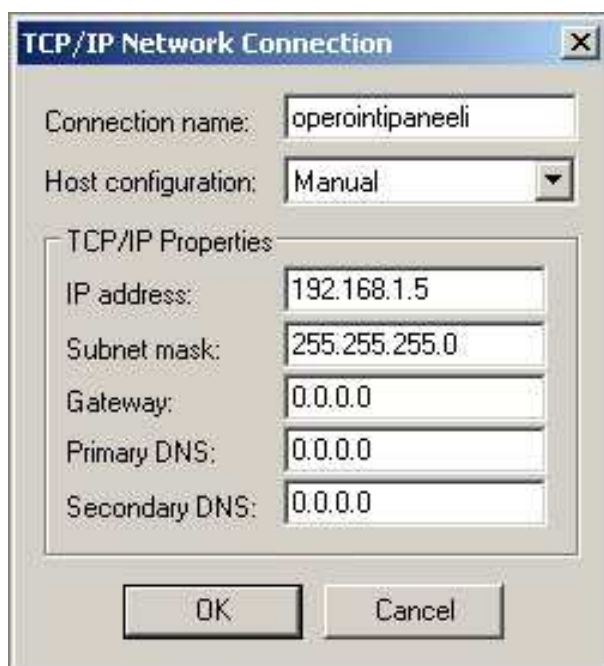 TCP/IP Network Connection
Connection name: operointipaneeli
Host configuration: Manual
TCP/IP Properties
IP address: 192.168.1.5
Subnet mask: 255.255.255.0
Gateway: 0.0.0.0
Primary DNS: 0.0.0.0
Secondary DNS: 0.0.0.0
OK Cancel